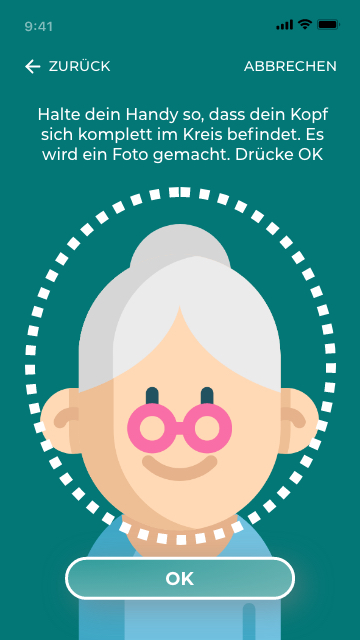 9:41
ZURÜCK
ABBRECHEN
Halte dein Handy so, dass dein Kopf
sich komplett im Kreis befindet. Es
wird ein Foto gemacht. Drücke OK
OK